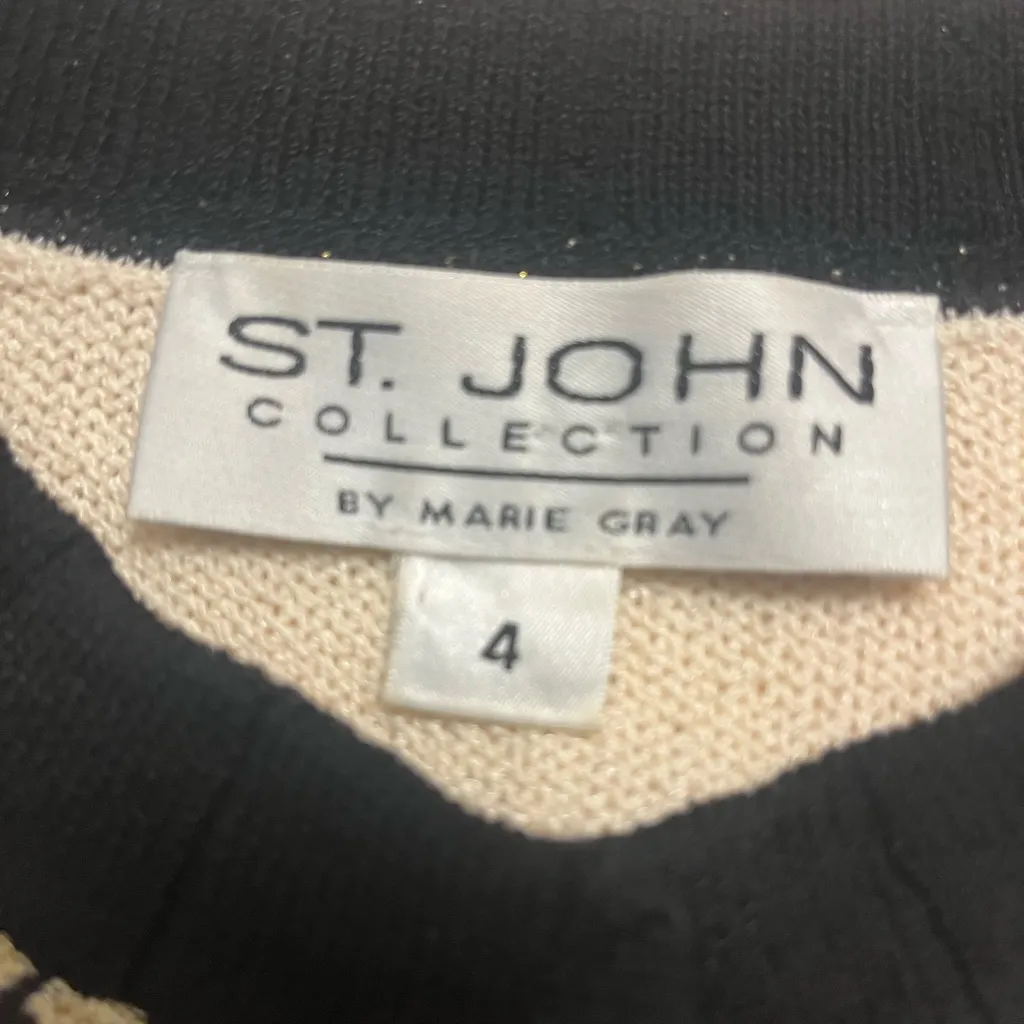 ST. JOHN
COLLECTION
BY MARIE GRAY
4